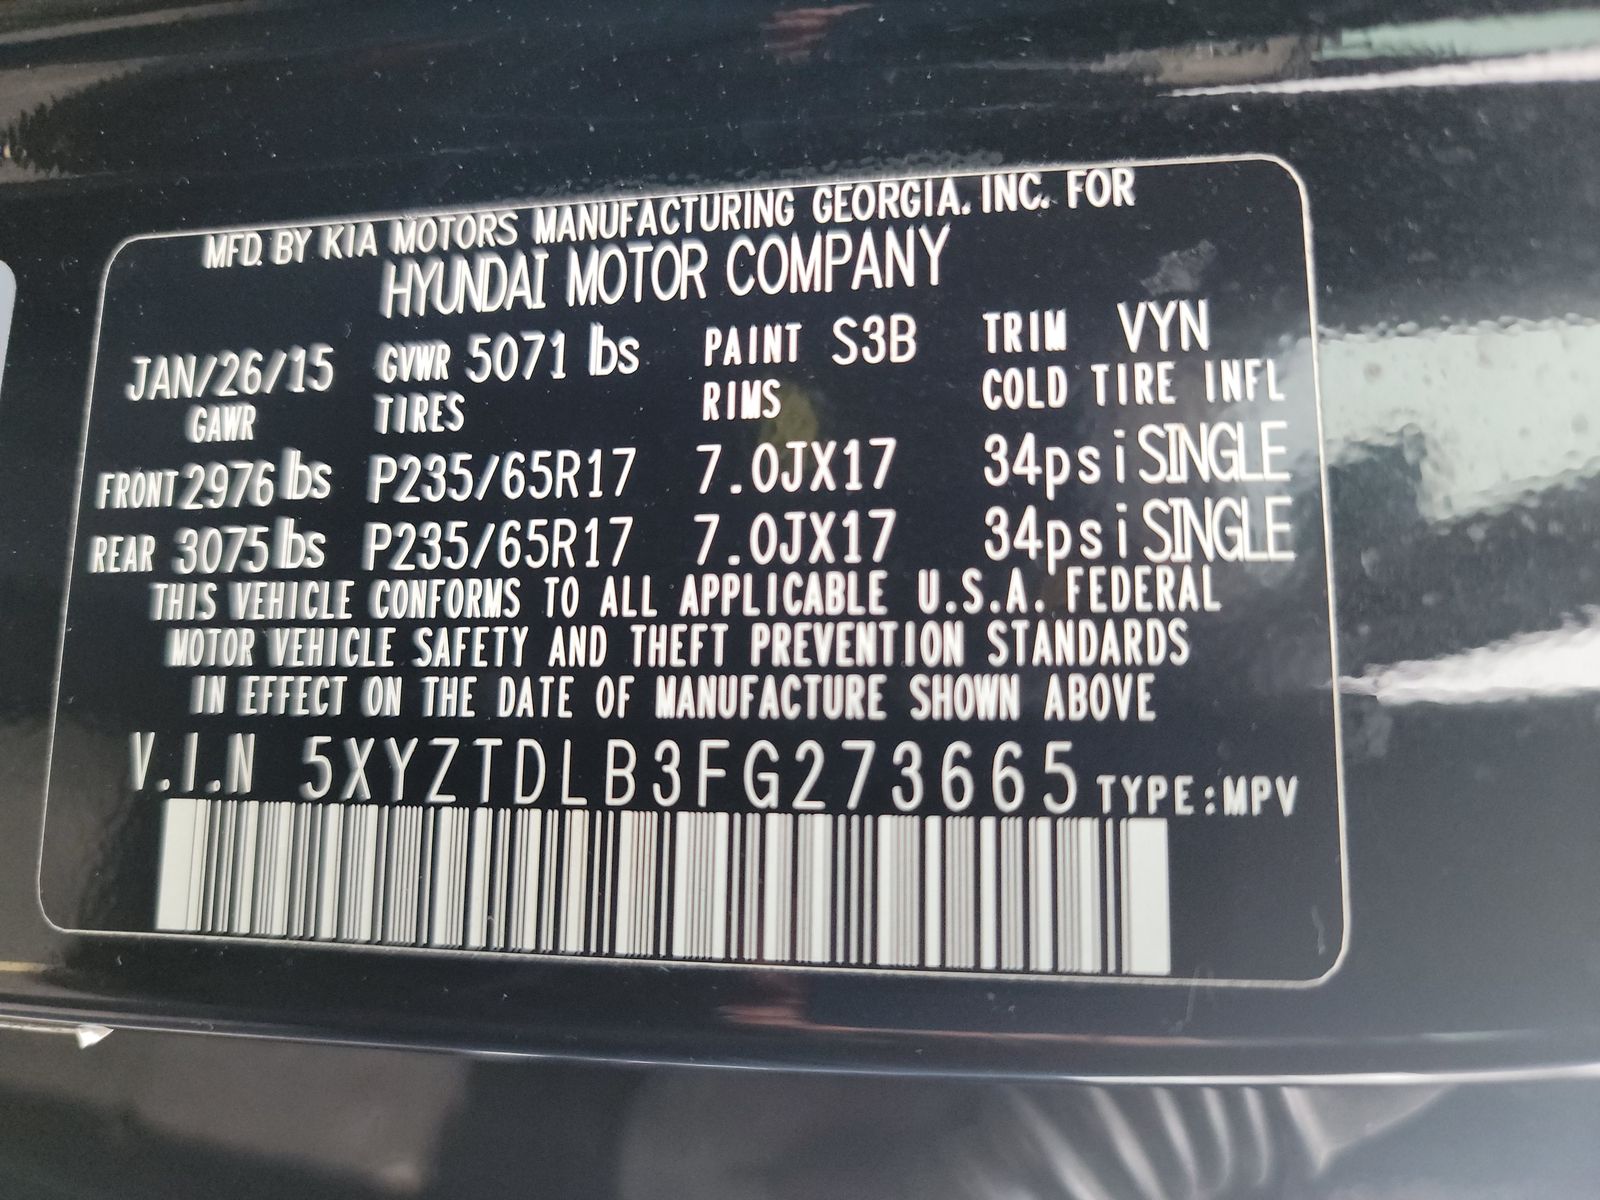 MFD. BY KIA MOTORS MANUFACTURING GEORGIA, INC. FOR
HYUNDAI MOTOR COMPANY
JAN/26/15 GVWR 5071 lbs PAINT S3B TRIM VYN
GAWR TIRES RIMS COLD TIRE INFL
FRONT 2976 lbs P235/65R17 7.0JX17 34psi SINGLE
REAR 3075 lbs P235/65R17 7.0JX17 34psi SINGLE
THIS VEHICLE CONFORMS TO ALL APPLICABLE U.S.A. FEDERAL
MOTOR VEHICLE SAFETY AND THEFT PREVENTION STANDARDS
IN EFFECT ON THE DATE OF MANUFACTURE SHOWN ABOVE
V.I.N 5XYZTDLB3FG273665 TYPE:MPV